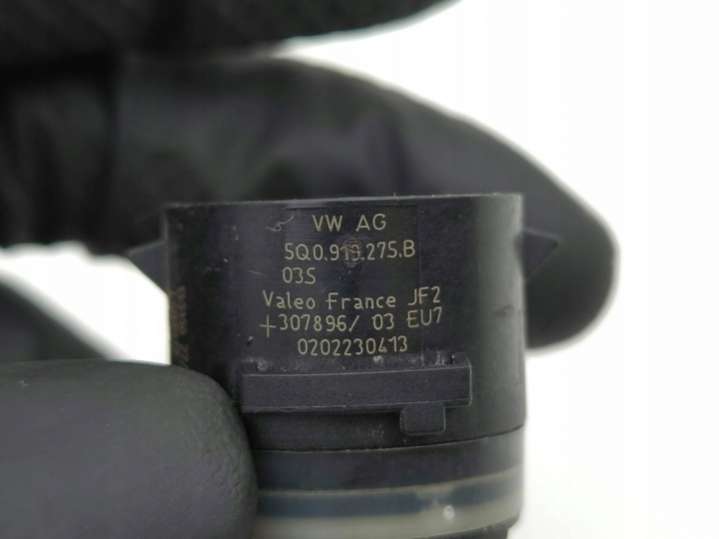 VW AG
5Q0.919.275.B
03S
Valeo France JF2
+307896/ 03 EU7
0202230413